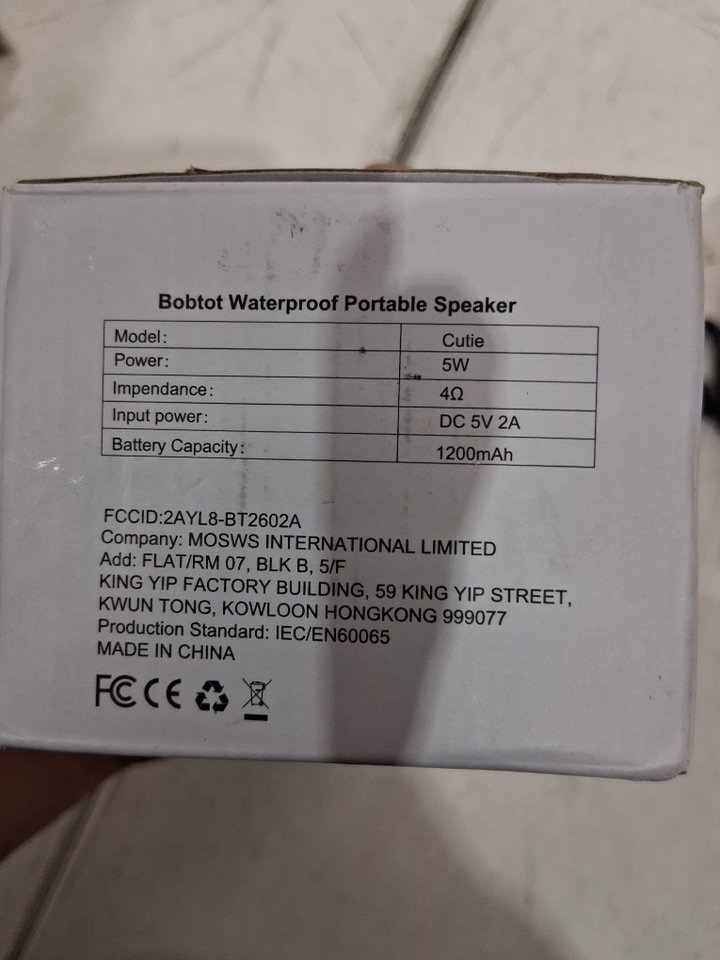 Bobtot Waterproof Portable Speaker
Model: Cutie
Power: 5W
Impendance: 4Ω
Input power: DC 5V 2A
Battery Capacity: 1200mAh
FCCID:2AYL8-BT2602A
Company: MOSWS INTERNATIONAL LIMITED
Add: FLAT/RM 07, BLK B, 5/F
KING YIP FACTORY BUILDING, 59 KING YIP STREET,
KWUN TONG, KOWLOON HONGKONG 999077
Production Standard: IEC/EN60065
MADE IN CHINA
FC CE